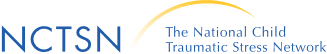 NCTSN
The National Child
Traumatic Stress Network